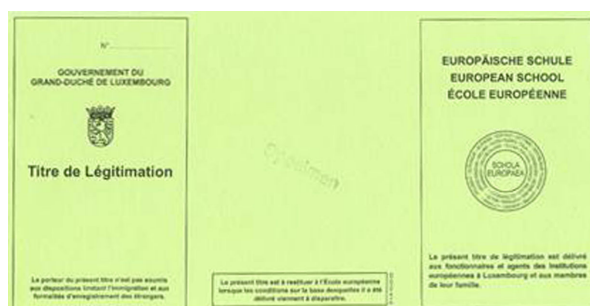 N°
GOUVERNEMENT DU
GRAND-DUCHÉ DE LUXEMBOURG
Titre de Légitimation
Le porteur du présent titre n'est pas soumis
aux dispositions limitant l'immigration et aux
formalités d'enregistrement des étrangers.
Specimen
Le présent titre est à restituer à l'École européenne
lorsque les conditions sur la base desquelles il a été
délivré viennent à disparaître.
EUROPÄISCHE SCHULE
EUROPEAN SCHOOL
ÉCOLE EUROPÉENNE
SCHOLA
EUROPAEA
Le présent titre de légitimation est délivré
aux fonctionnaires et agents des institutions
européennes à Luxembourg et aux membres
de leur famille.